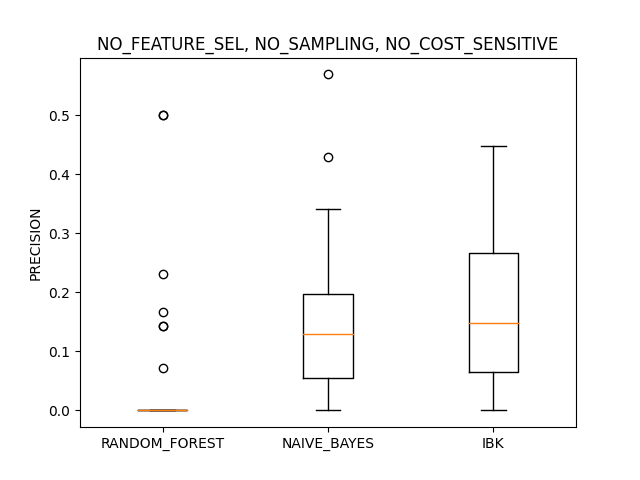 NO_FEATURE_SEL, NO_SAMPLING, NO_COST_SENSITIVE
PRECISION
0.5
0.4
0.3
0.2
0.1
0.0
RANDOM_FOREST NAIVE_BAYES IBK